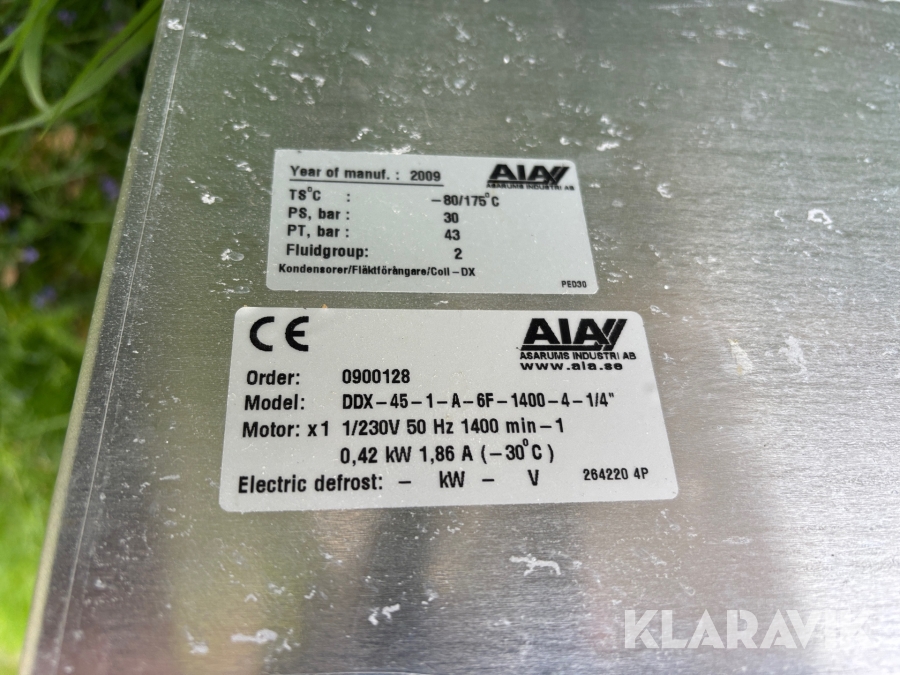 Year of manuf. : 2009
AIA
ASARUMS INDUSTRI AB
TS°C : -80/175°C
PS, bar : 30
PT, bar : 43
Fluidgroup: 2
Kondensorer/Fläktförångare/Coil-DX
PED30
CE
AIA
ASARUMS INDUSTRI AB
www.aia.se
Order: 0900128
Model: DDX-45-1-A-6F-1400-4-1/4"
Motor: x1 1/230V 50 Hz 1400 min-1
0,42 kW 1,86 A (-30°C)
Electric defrost: - kW - V
264220 4P
KLARAVIK